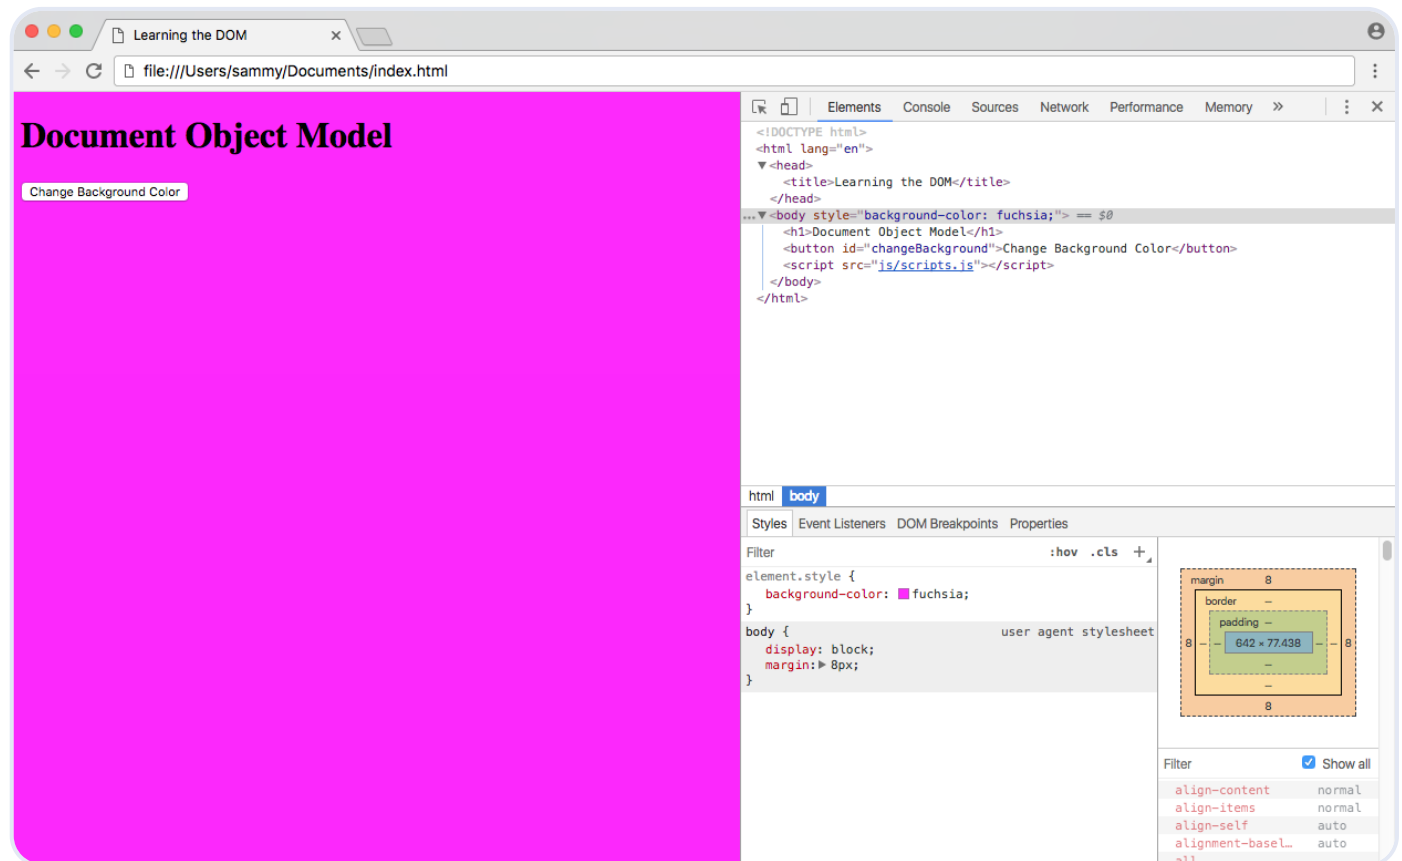 Learning the DOM
file:///Users/sammy/Documents/index.html
Document Object Model
Change Background Color
Elements Console Sources Network Performance Memory »
<!DOCTYPE html>
<html lang="en">
▼<head>
<title>Learning the DOM</title>
</head>
…▼<body style="background-color: fuchsia;"> == $0
<h1>Document Object Model</h1>
<button id="changeBackground">Change Background Color</button>
<script src="js/scripts.js"></script>
</body>
</html>
html body
Styles Event Listeners DOM Breakpoints Properties
Filter :hov .cls +
element.style {
background-color: fuchsia;
}
body { user agent stylesheet
display: block;
margin:▶ 8px;
}
margin 8
border –
padding –
8 – – 642 × 77.438 – – 8
–
–
8
Filter Show all
align-content normal
align-items normal
align-self auto
alignment-basel… auto
all